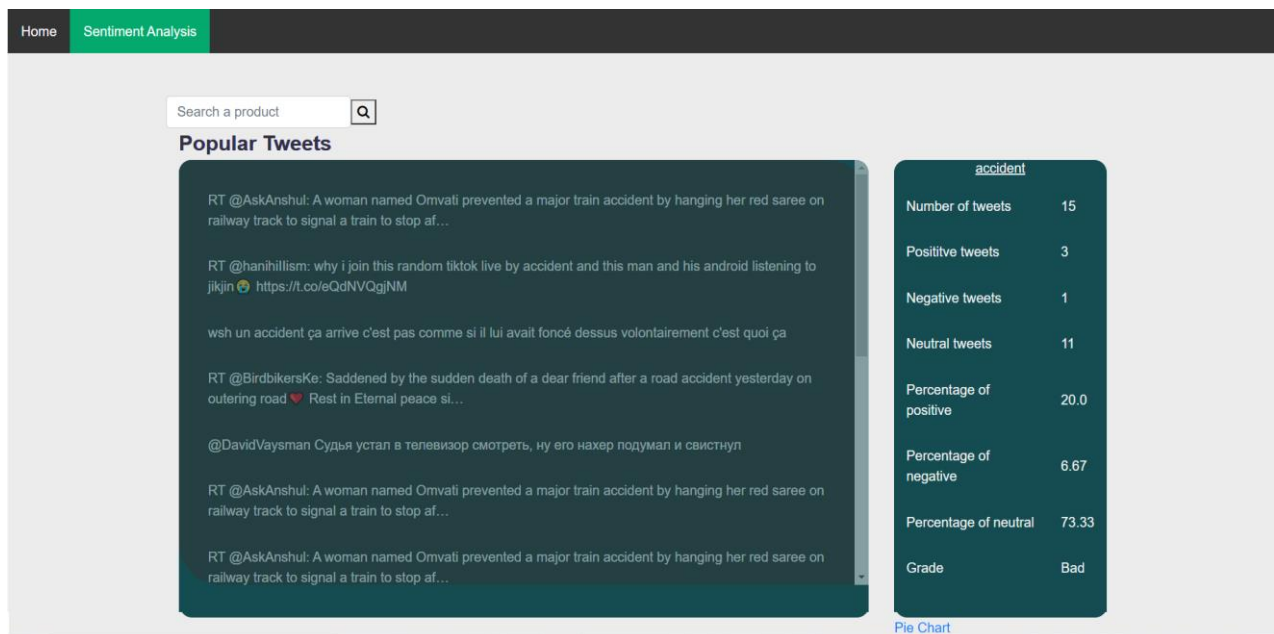 Home Sentiment Analysis
Search a product
Popular Tweets
RT @AskAnshul: A woman named Omvati prevented a major train accident by hanging her red saree on
railway track to signal a train to stop af…
RT @hanihillism: why i join this random tiktok live by accident and this man and his android listening to
jikjin 😭 https://t.co/eQdNVQgjNM
wsh un accident ça arrive c'est pas comme si il lui avait foncé dessus volontairement c'est quoi ça
RT @BirdbikersKe: Saddened by the sudden death of a dear friend after a road accident yesterday on
outering road ❤️ Rest in Eternal peace si…
@DavidVaysman Судья устал в телевизор смотреть, ну его нахер подумал и свистнул
RT @AskAnshul: A woman named Omvati prevented a major train accident by hanging her red saree on
railway track to signal a train to stop af…
RT @AskAnshul: A woman named Omvati prevented a major train accident by hanging her red saree on
railway track to signal a train to stop af…
accident
Number of tweets 15
Posititve tweets 3
Negative tweets 1
Neutral tweets 11
Percentage of
positive 20.0
Percentage of
negative 6.67
Percentage of neutral 73.33
Grade Bad
Pie Chart